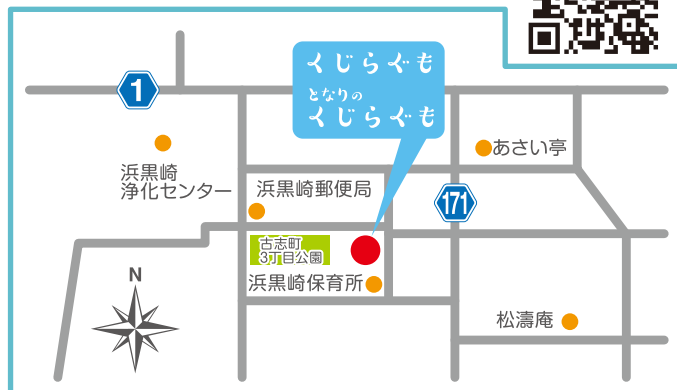 くじらぐも
となりの
くじらぐも
1
あさい亭
浜黒崎
浄化センター
浜黒崎郵便局
171
古志町
3丁目公園
浜黒崎保育所
N
松濤庵